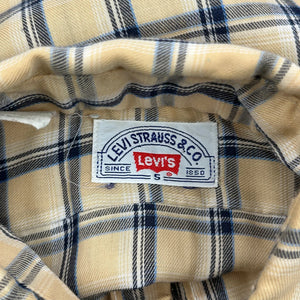 LEVI STRAUSS & CO.
LEVI'S
S
SINCE 1850